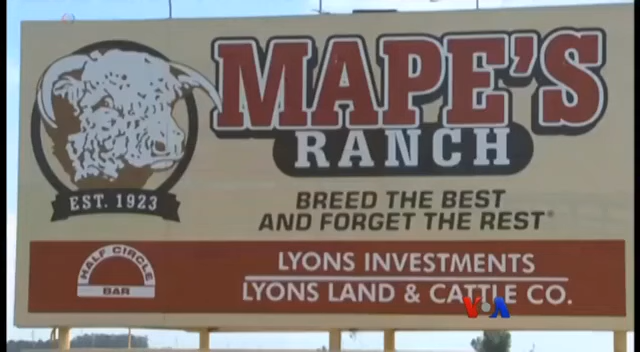 MAPE'S
RANCH
EST. 1923
BREED THE BEST
AND FORGET THE REST®
HALF CIRCLE
BAR
LYONS INVESTMENTS
LYONS LAND & CATTLE CO.
VOA